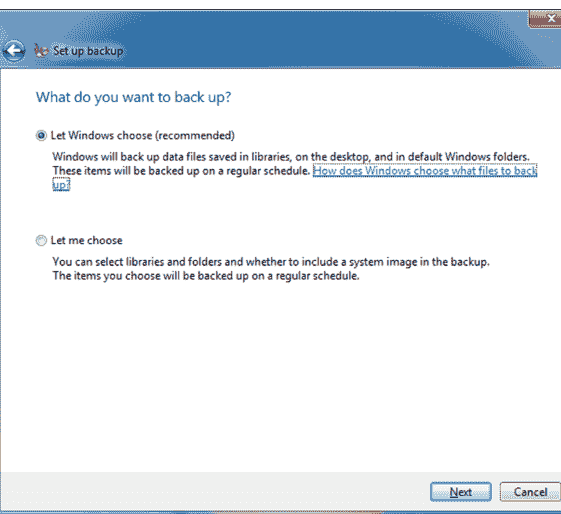 Set up backup
What do you want to back up?
Let Windows choose (recommended)
Windows will back up data files saved in libraries, on the desktop, and in default Windows folders.
These items will be backed up on a regular schedule. How does Windows choose what files to back
up?
Let me choose
You can select libraries and folders and whether to include a system image in the backup.
The items you choose will be backed up on a regular schedule.
Next Cancel